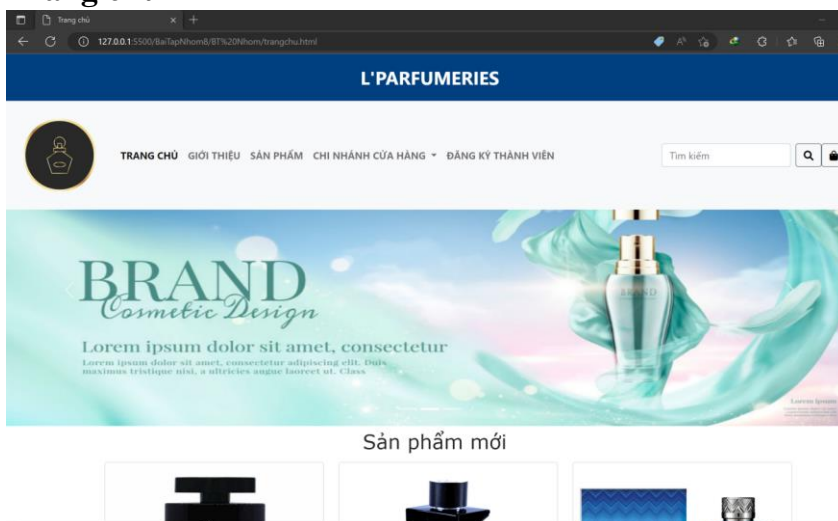 Trang chủ
127.0.0.1:5500/BaiTapNhom8/BT%20Nhom/trangchu.html
L'PARFUMERIES
TRANG CHỦ GIỚI THIỆU SẢN PHẨM CHI NHÁNH CỬA HÀNG ĐĂNG KÝ THÀNH VIÊN Tìm kiếm
BRAND
Cosmetic Design
BRAND
Lorem ipsum dolor sit amet, consectetur
Lorem ipsum dolor sit amet, consectetur adipiscing elit. Duis
maximus tristique nisi, a ultricies augue laoreet ut. Class
Lorem ipsum
Sản phẩm mới